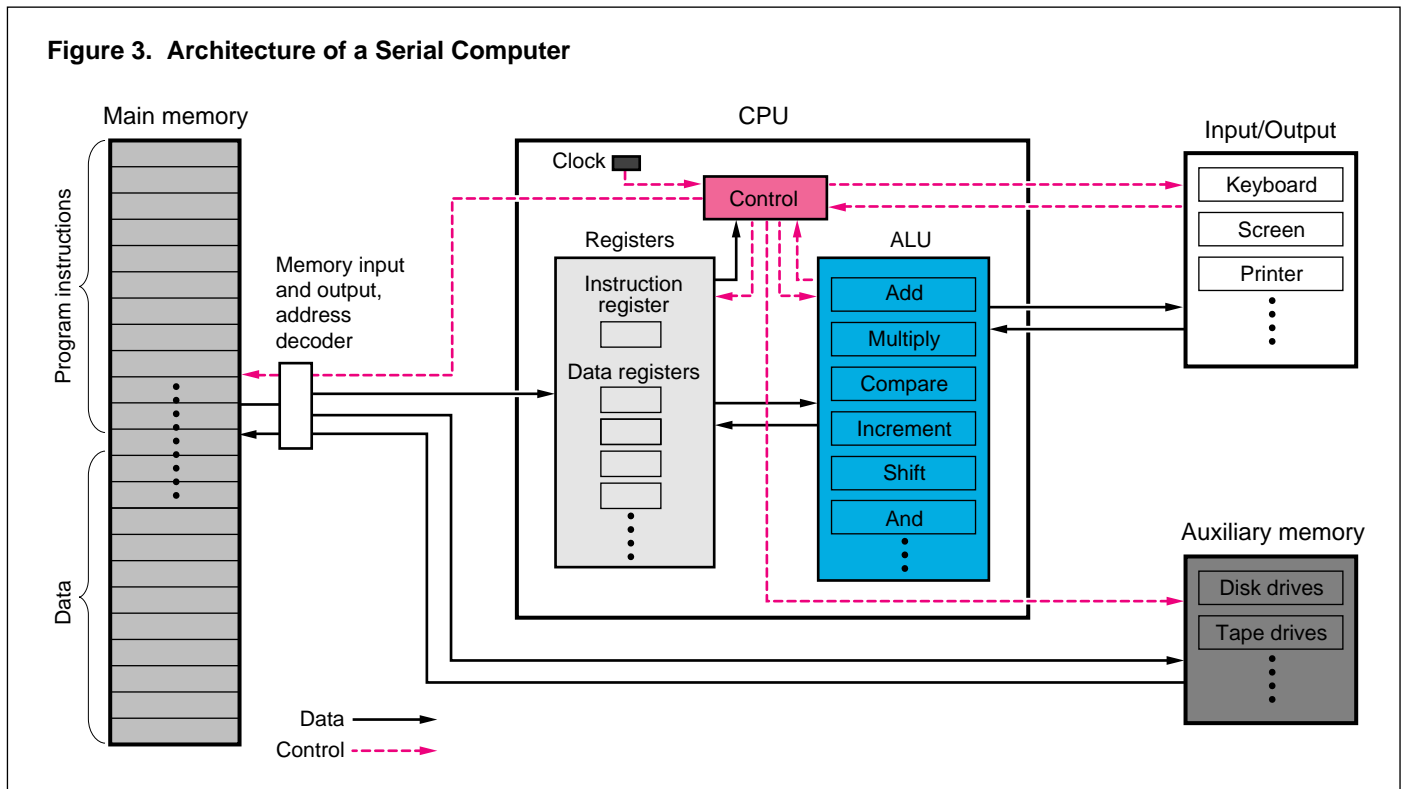 Figure 3. Architecture of a Serial Computer
Main memory
CPU
Input/Output
Clock
Control
Keyboard
Screen
Printer
Program instructions
Memory input
and output,
address
decoder
Registers
Instruction
register
Data registers
ALU
Add
Multiply
Compare
Increment
Shift
And
Auxiliary memory
Disk drives
Tape drives
Data
Data
Control